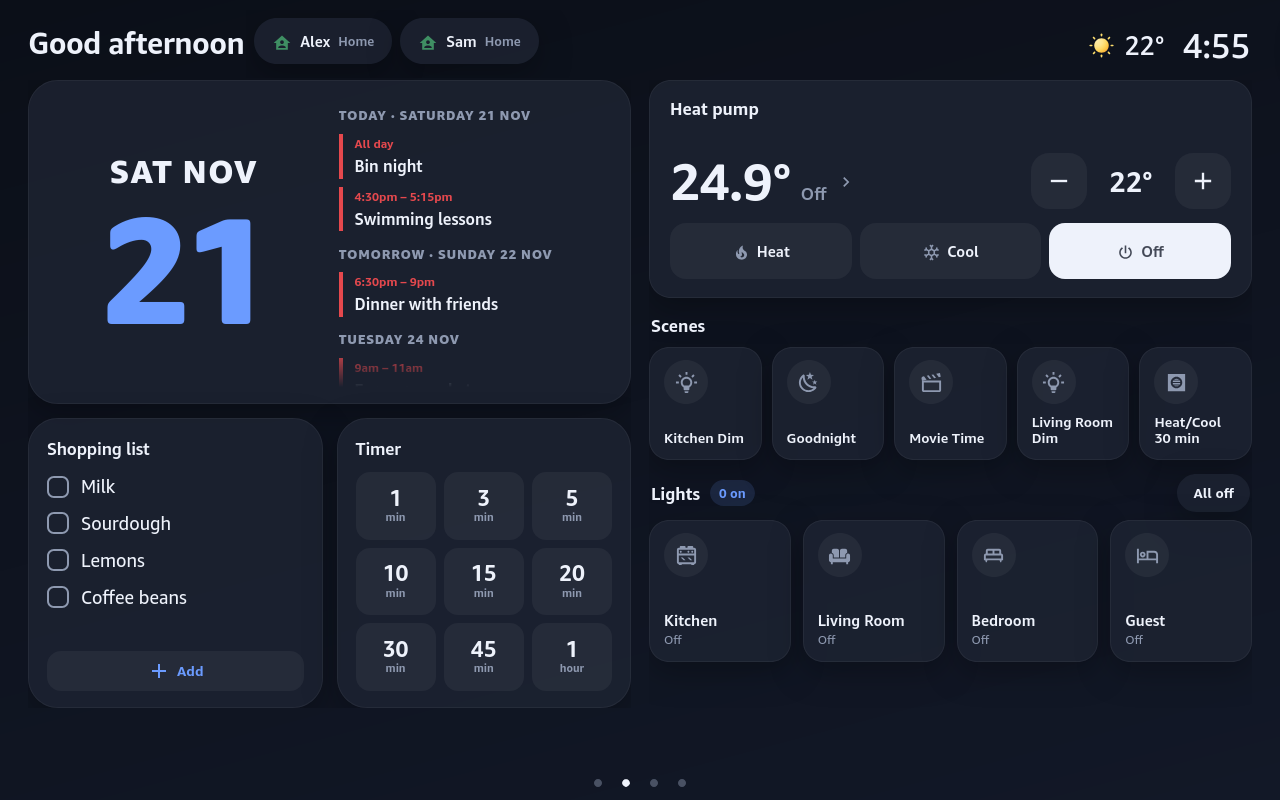 Good afternoon
Alex Home
Sam Home
22° 4:55
SAT NOV
21
TODAY · SATURDAY 21 NOV
All day
Bin night
4:30pm – 5:15pm
Swimming lessons
TOMORROW · SUNDAY 22 NOV
6:30pm – 9pm
Dinner with friends
TUESDAY 24 NOV
9am – 11am
Heat pump
24.9° Off
22°
Heat
Cool
Off
Scenes
Kitchen Dim
Goodnight
Movie Time
Living Room
Dim
Heat/Cool
30 min
Shopping list
Milk
Sourdough
Lemons
Coffee beans
Add
Timer
1
min
3
min
5
min
10
min
15
min
20
min
30
min
45
min
1
hour
Lights 0 on
All off
Kitchen
Off
Living Room
Off
Bedroom
Off
Guest
Off